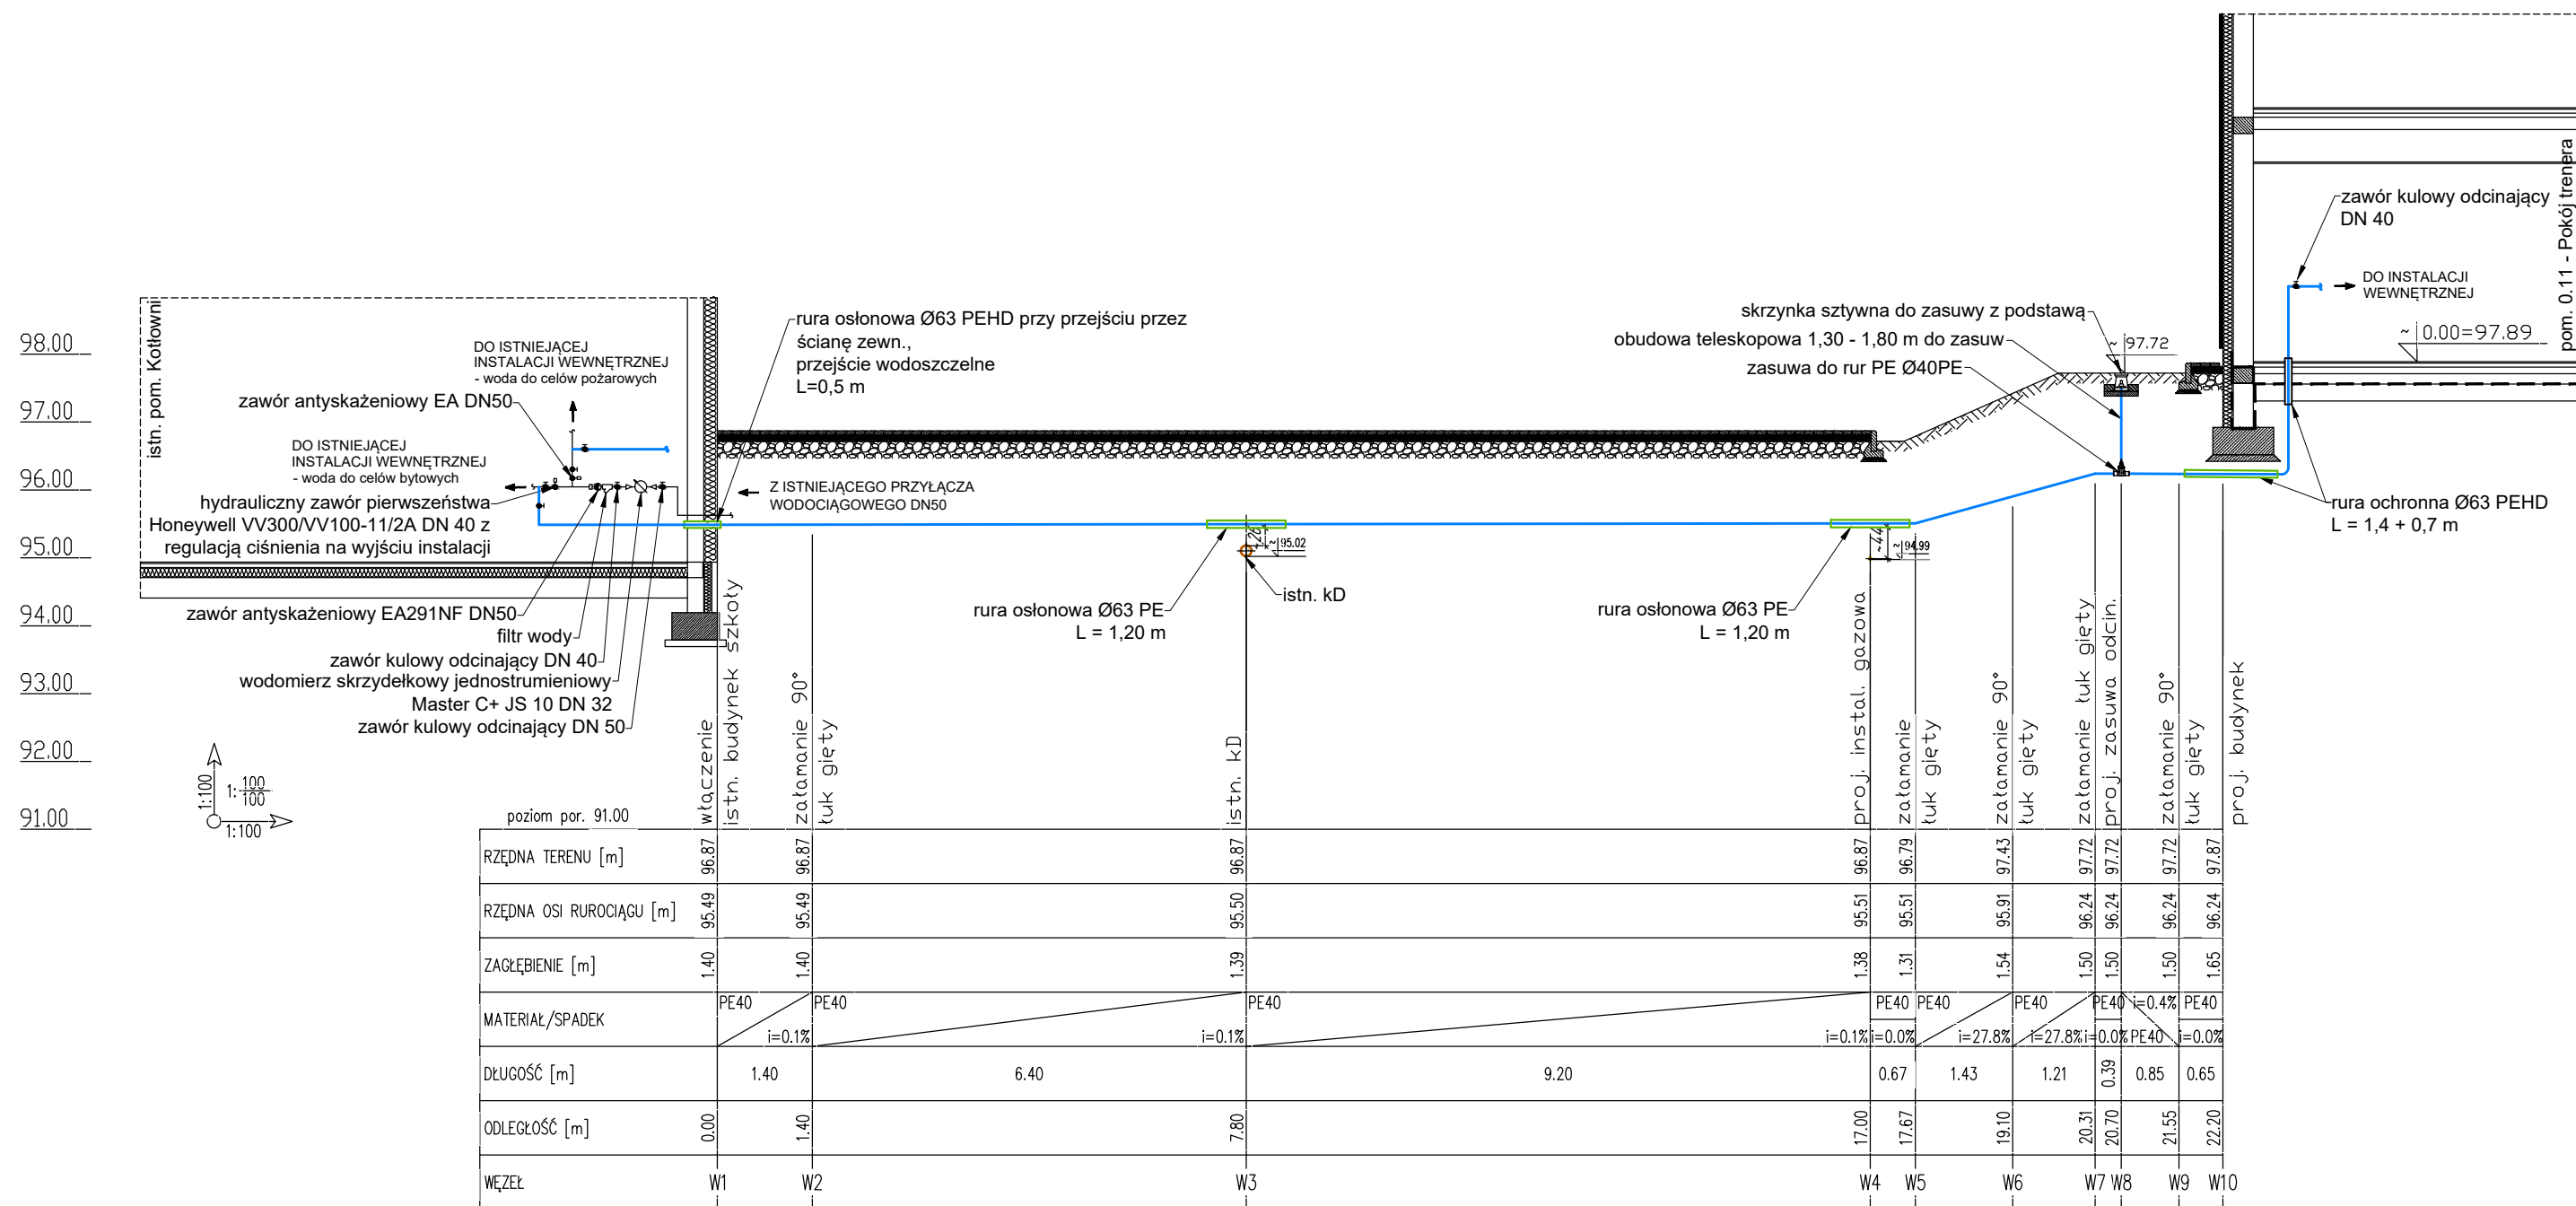 istn. pom. Kotłowni
DO ISTNIEJĄCEJ
INSTALACJI WEWNĘTRZNEJ
- woda do celów pożarowych
zawór antyskażeniowy EA DN50
DO ISTNIEJĄCEJ
INSTALACJI WEWNĘTRZNEJ
- woda do celów bytowych
hydrauliczny zawór pierwszeństwa
Honeywell VV300/VV100-11/2A DN 40 z
regulacją ciśnienia na wyjściu instalacji
zawór antyskażeniowy EA291NF DN50
filtr wody
zawór kulowy odcinający DN 40
wodomierz skrzydełkowy jednostrumieniowy
Master C+ JS 10 DN 32
zawór kulowy odcinający DN 50
rura osłonowa Ø63 PEHD przy przejściu przez
ścianę zewn.,
przejście wodoszczelne
L=0,5 m
Z ISTNIEJĄCEGO PRZYŁĄCZA
WODOCIĄGOWEGO DN50
rura osłonowa Ø63 PE
L = 1,20 m
~26
~ 95.02
istn. kD
rura osłonowa Ø63 PE
L = 1,20 m
~44
~ 94.99
skrzynka sztywna do zasuwy z podstawą
obudowa teleskopowa 1,30 - 1,80 m do zasuw
zasuwa do rur PE Ø40PE
~ 97.72
zawór kulowy odcinający
DN 40
DO INSTALACJI
WEWNĘTRZNEJ
~ 0.00=97.89
pom. 0.11 - Pokój trenera
rura ochronna Ø63 PEHD
L = 1,4 + 0,7 m
98.00
97.00
96.00
95.00
94.00
93.00
92.00
91.00
1:100
1:100/100
1:100
poziom por. 91.00
włączenie
istn. budynek szkoły
załamanie 90°
łuk gięty
istn. kD
proj. instal. gazowa
załamanie
łuk gięty
załamanie 90°
łuk gięty
załamanie łuk gięty
proj. zasuwa odcin.
załamanie 90°
łuk gięty
proj. budynek
RZĘDNA TERENU [m] 96.87 96.87 96.87 96.87 96.79 97.43 97.72 97.72 97.72 97.87
RZĘDNA OSI RUROCIĄGU [m] 95.49 95.49 95.50 95.51 95.51 95.91 96.24 96.24 96.24 96.24
ZAGŁĘBIENIE [m] 1.40 1.40 1.39 1.38 1.31 1.54 1.50 1.50 1.50 1.65
PE40 PE40 PE40 PE40 PE40 PE40 PE40 i=0.4% PE40
MATERIAŁ/SPADEK
i=0.1% i=0.1% i=0.1% i=0.0% i=27.8% i=27.8% i=0.0% PE40 i=0.0%
DŁUGOŚĆ [m] 1.40 6.40 9.20 0.67 1.43 1.21 0.39 0.85 0.65
ODLEGŁOŚĆ [m] 0.00 1.40 7.80 17.00 17.67 19.10 20.31 20.70 21.55 22.20
WĘZEŁ W1 W2 W3 W4 W5 W6 W7 W8 W9 W10